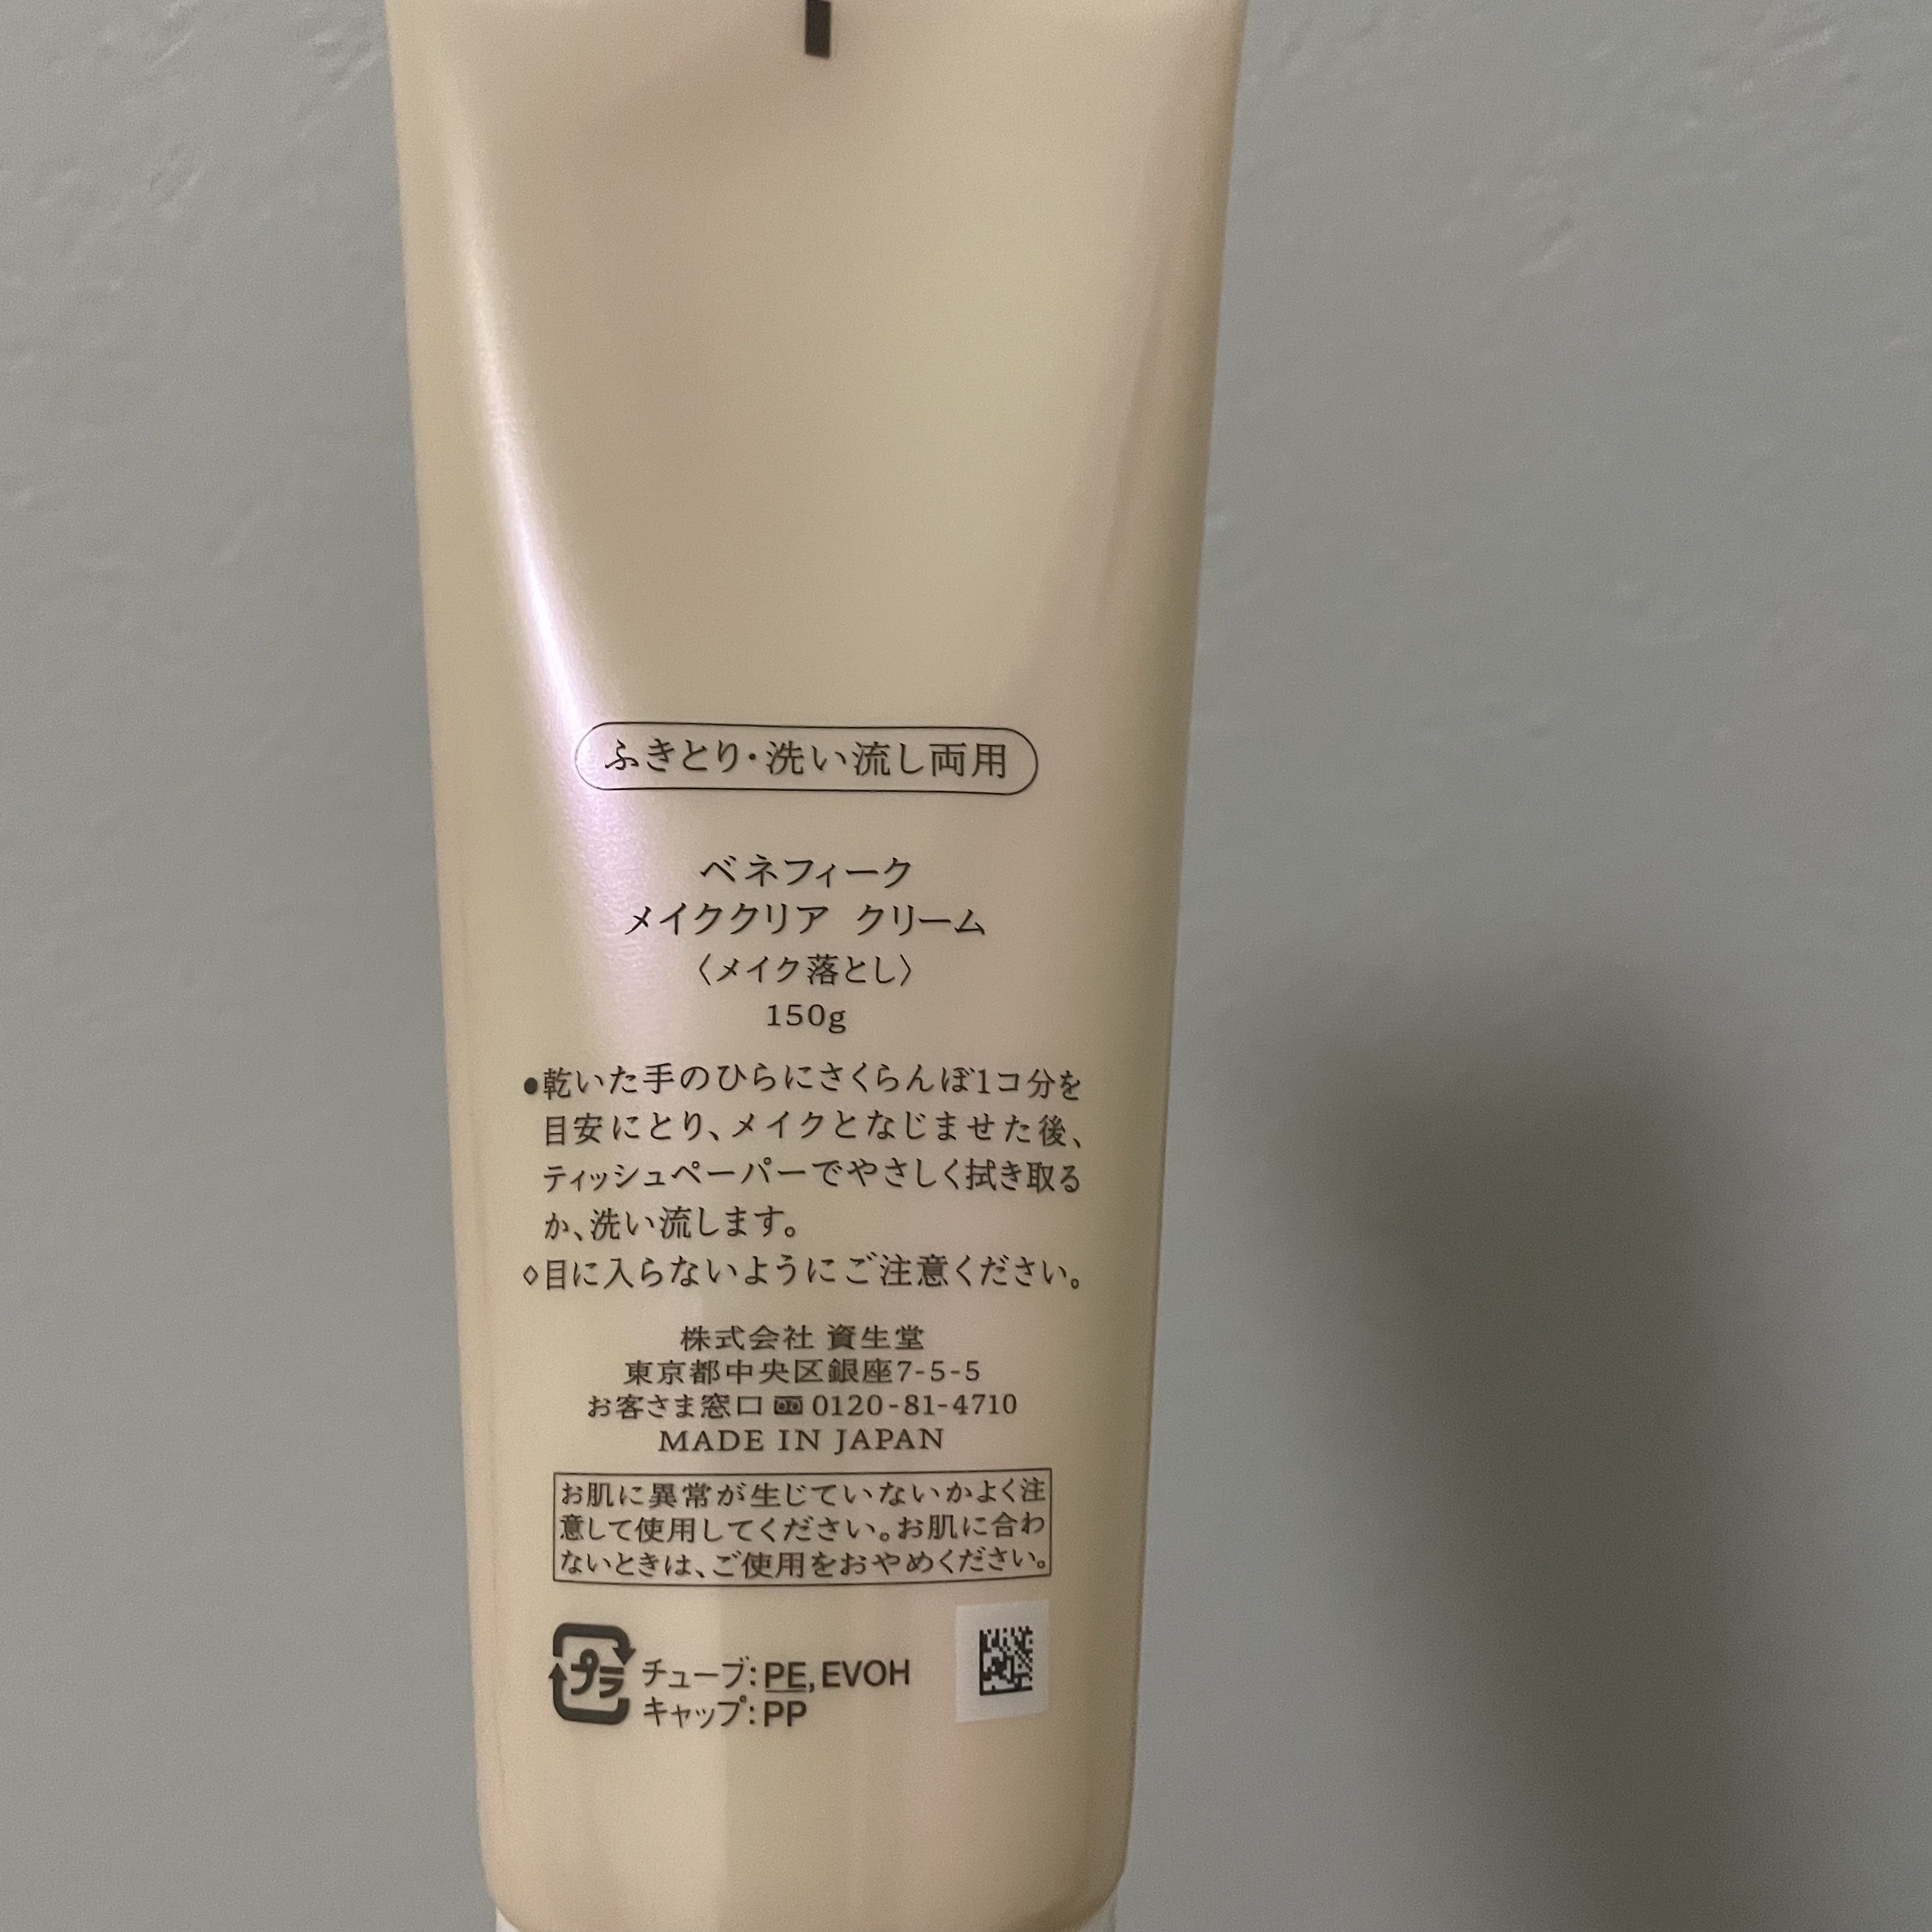 ふきとり・洗い流し両用
ベネフィーク
メイククリア クリーム
〈メイク落とし〉
150g
●乾いた手のひらにさくらんぼ1コ分を
目安にとり、メイクとなじませた後、
ティッシュペーパーでやさしく拭き取る
か、洗い流します。
◇目に入らないようにご注意ください。
株式会社 資生堂
東京都中央区銀座7-5-5
お客さま窓口 0120-81-4710
MADE IN JAPAN
お肌に異常が生じていないかよく注
意して使用してください。お肌に合わ
ないときは、ご使用をおやめください。
プラ
チューブ:PE,EVOH
キャップ:PP